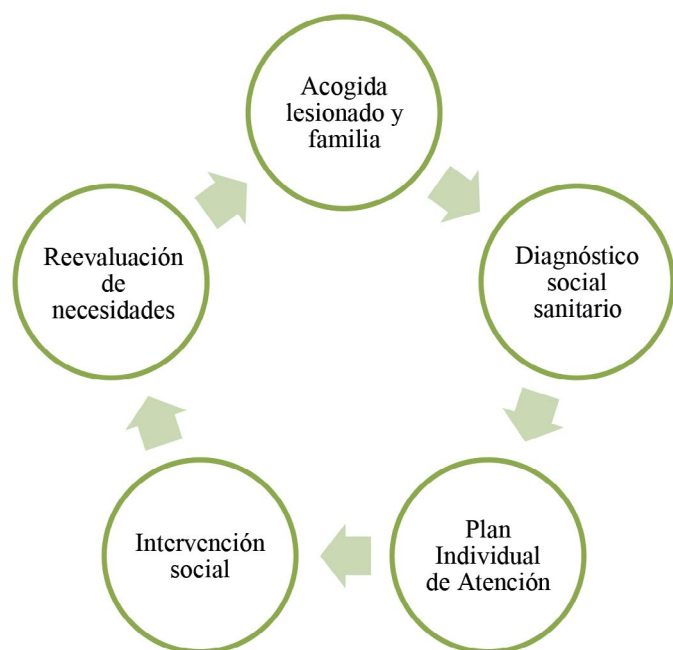 Acogida
lesionado y
familia
Diagnóstico
social
sanitario
Plan
Individual
de Atención
Intervención
social
Reevaluación
de
necesidades